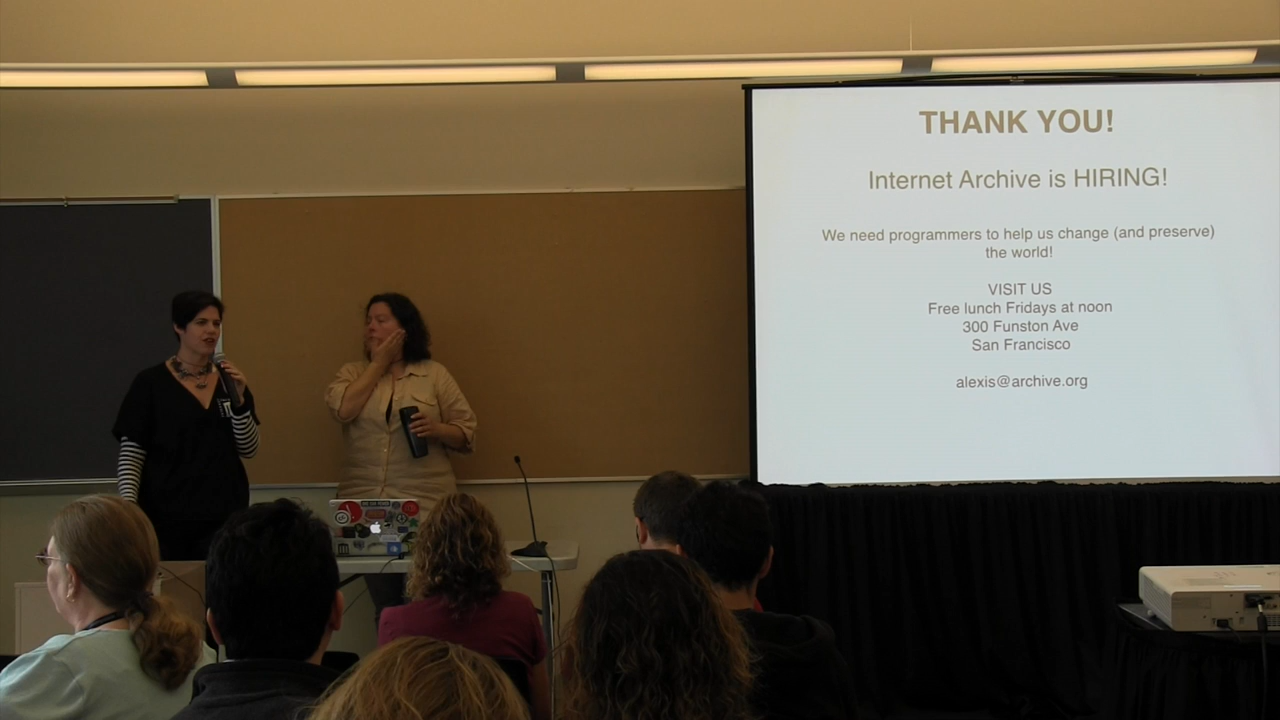 THANK YOU!
Internet Archive is HIRING!
We need programmers to help us change (and preserve)
the world!
VISIT US
Free lunch Fridays at noon
300 Funston Ave
San Francisco
alexis@archive.org